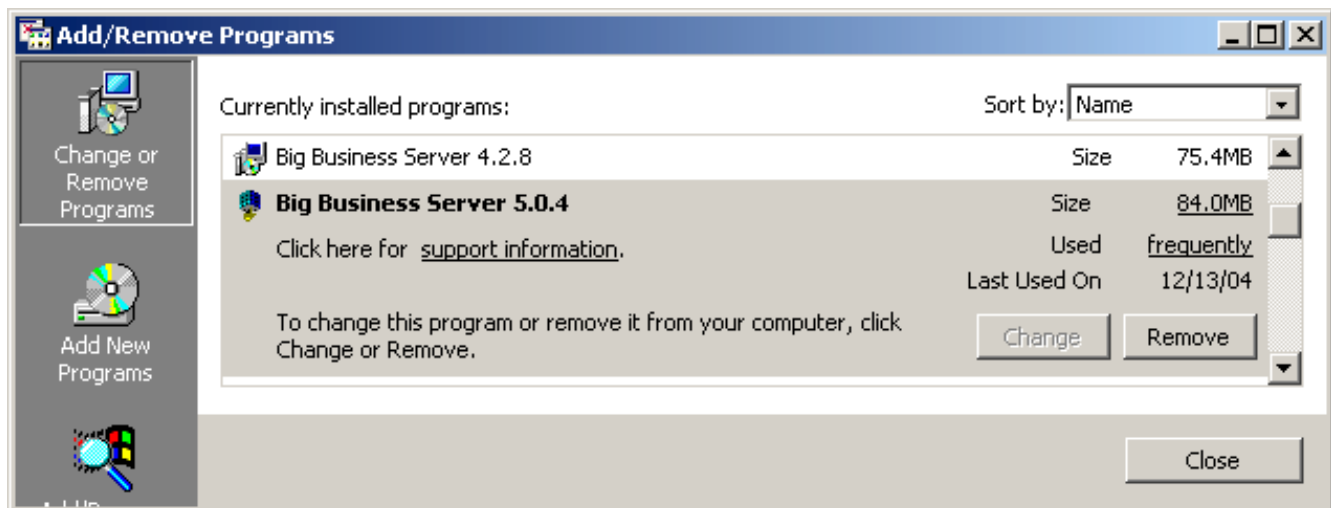 Add/Remove Programs
Change or
Remove
Programs
Add New
Programs
Currently installed programs:
Sort by: Name
Big Business Server 4.2.8 Size 75.4MB
Big Business Server 5.0.4 Size 84.0MB
Click here for support information. Used frequently
Last Used On 12/13/04
To change this program or remove it from your computer, click
Change or Remove.
Change Remove
Close